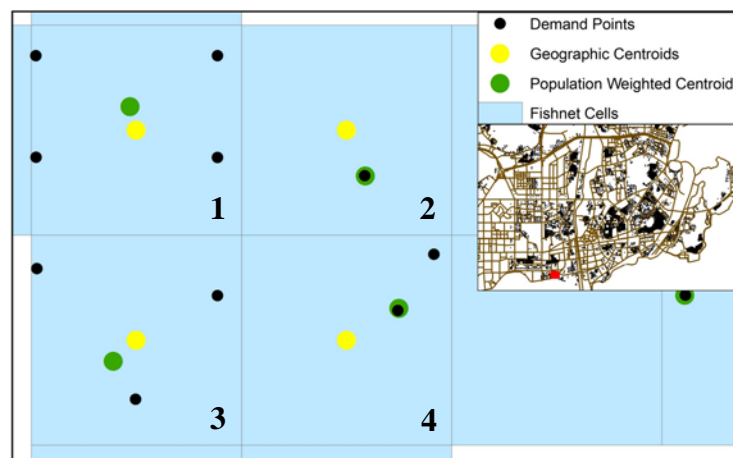 Demand Points
Geographic Centroids
Population Weighted Centroid
Fishnet Cells
1
2
3
4